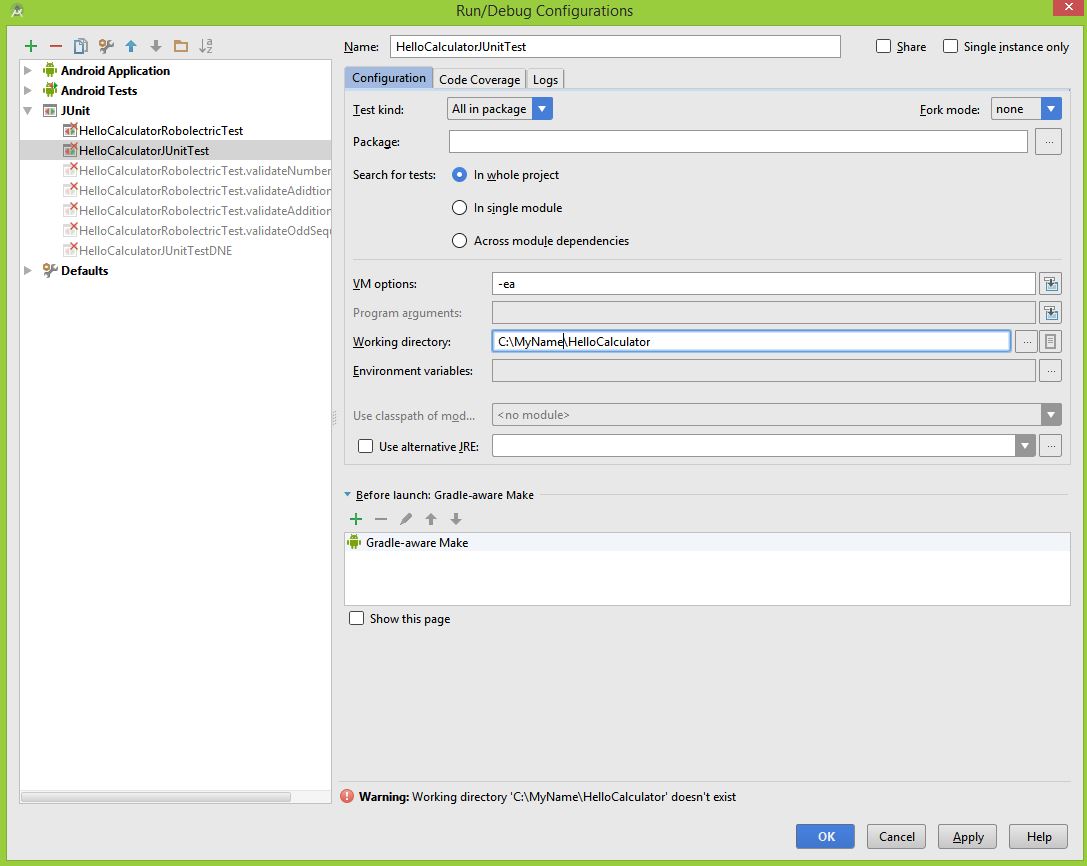 Run/Debug Configurations
Name: HelloCalculatorJUnitTest Share Single instance only
Android Application
Android Tests
JUnit
HelloCalculatorRobolectricTest
HelloCalculatorJUnitTest
HelloCalculatorRobolectricTest.validateNumber
HelloCalculatorRobolectricTest.validateAdidtion
HelloCalculatorRobolectricTest.validateAddition
HelloCalculatorRobolectricTest.validateOddSequ
HelloCalculatorJUnitTestDNE
Defaults
Configuration Code Coverage Logs
Test kind: All in package Fork mode: none
Package: ...
Search for tests: In whole project
In single module
Across module dependencies
VM options: -ea
Program arguments:
Working directory: C:\MyName\HelloCalculator ...
Environment variables: ...
Use classpath of mod... <no module>
Use alternative JRE: ...
Before launch: Gradle-aware Make
Gradle-aware Make
Show this page
Warning: Working directory 'C:\MyName\HelloCalculator' doesn't exist
OK Cancel Apply Help